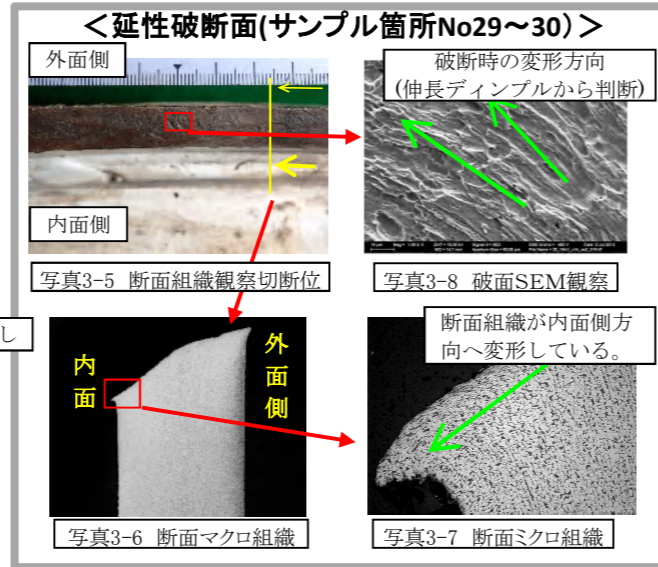 ＜延性破断面(サンプル箇所No29～30)＞
外面側
内面側
写真3-5 断面組織観察切断位
破断時の変形方向
(伸長ディンプルから判断)
写真3-8 破面SEM観察
し
内面
外面側
写真3-6 断面マクロ組織
断面組織が内面側方
向へ変形している。
写真3-7 断面ミクロ組織